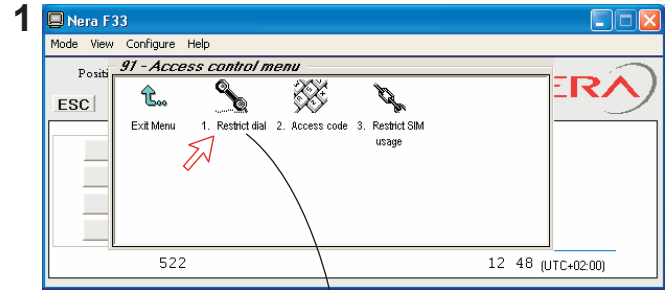 1
Nera F33
Mode View Configure Help
91 - Access control menu
Positi
ERA
ESC
Exit Menu 1. Restrict dial 2. Access code 3. Restrict SIM
usage
522 12 48 (UTC+02:00)